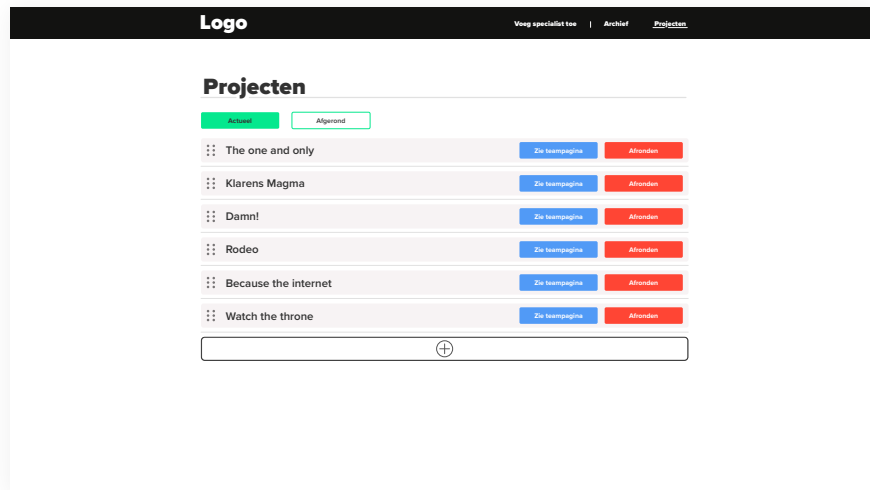 Logo
Voeg specialist toe | Archief Projecten
Projecten
Actueel Afgerond
The one and only Zie teampagina Afronden
Klarens Magma Zie teampagina Afronden
Damn! Zie teampagina Afronden
Rodeo Zie teampagina Afronden
Because the internet Zie teampagina Afronden
Watch the throne Zie teampagina Afronden